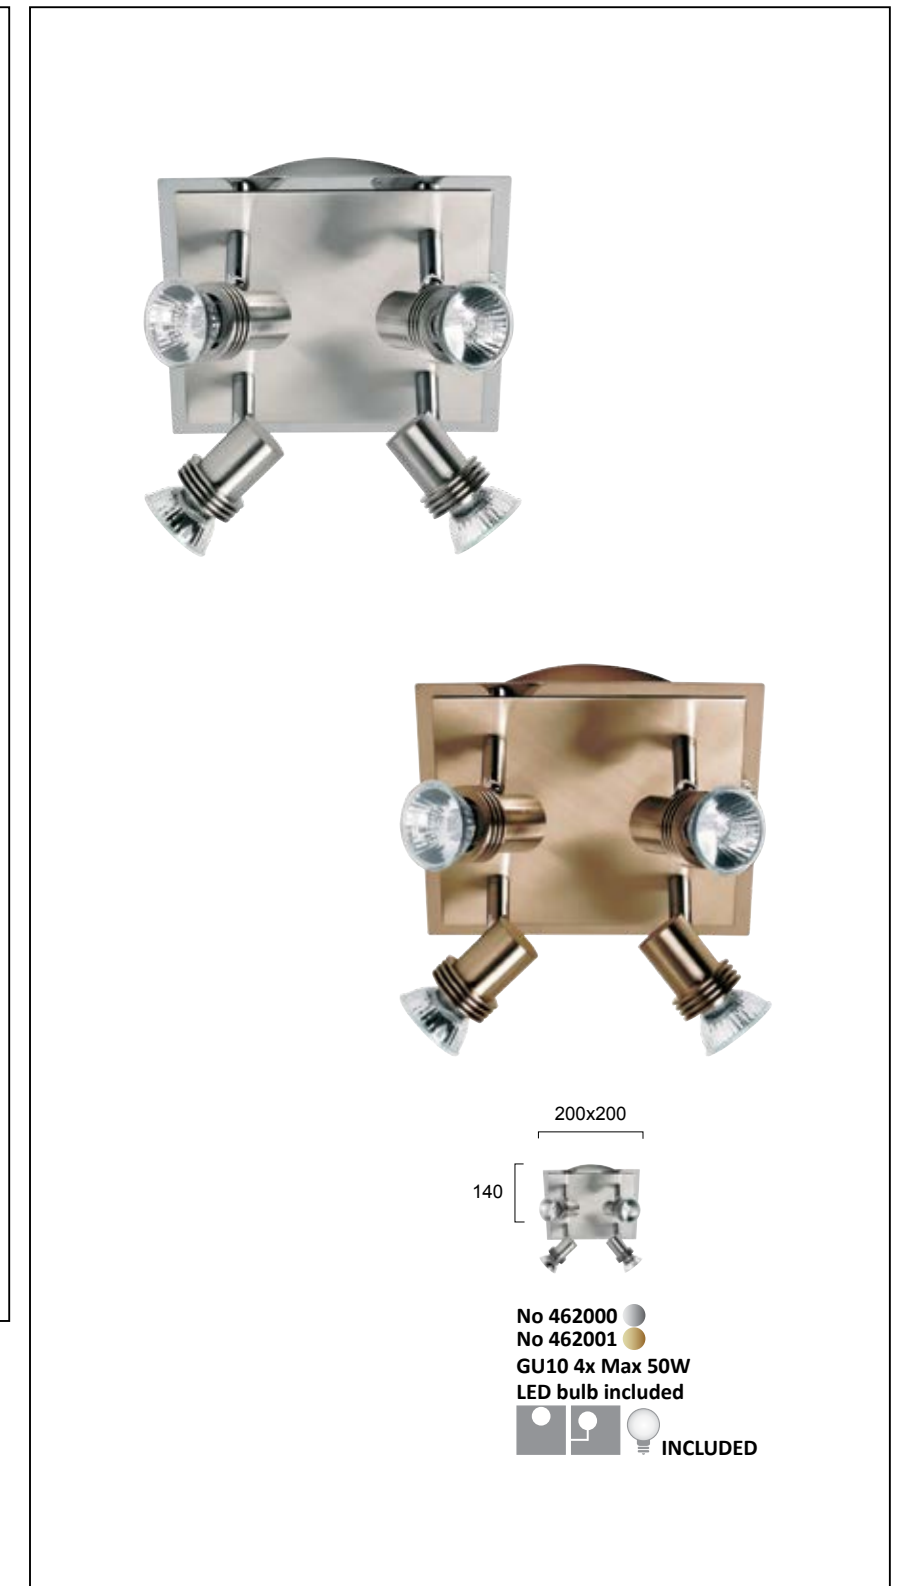 200x200
140
No 462000
No 462001
GU10 4x Max 50W
LED bulb included
INCLUDED